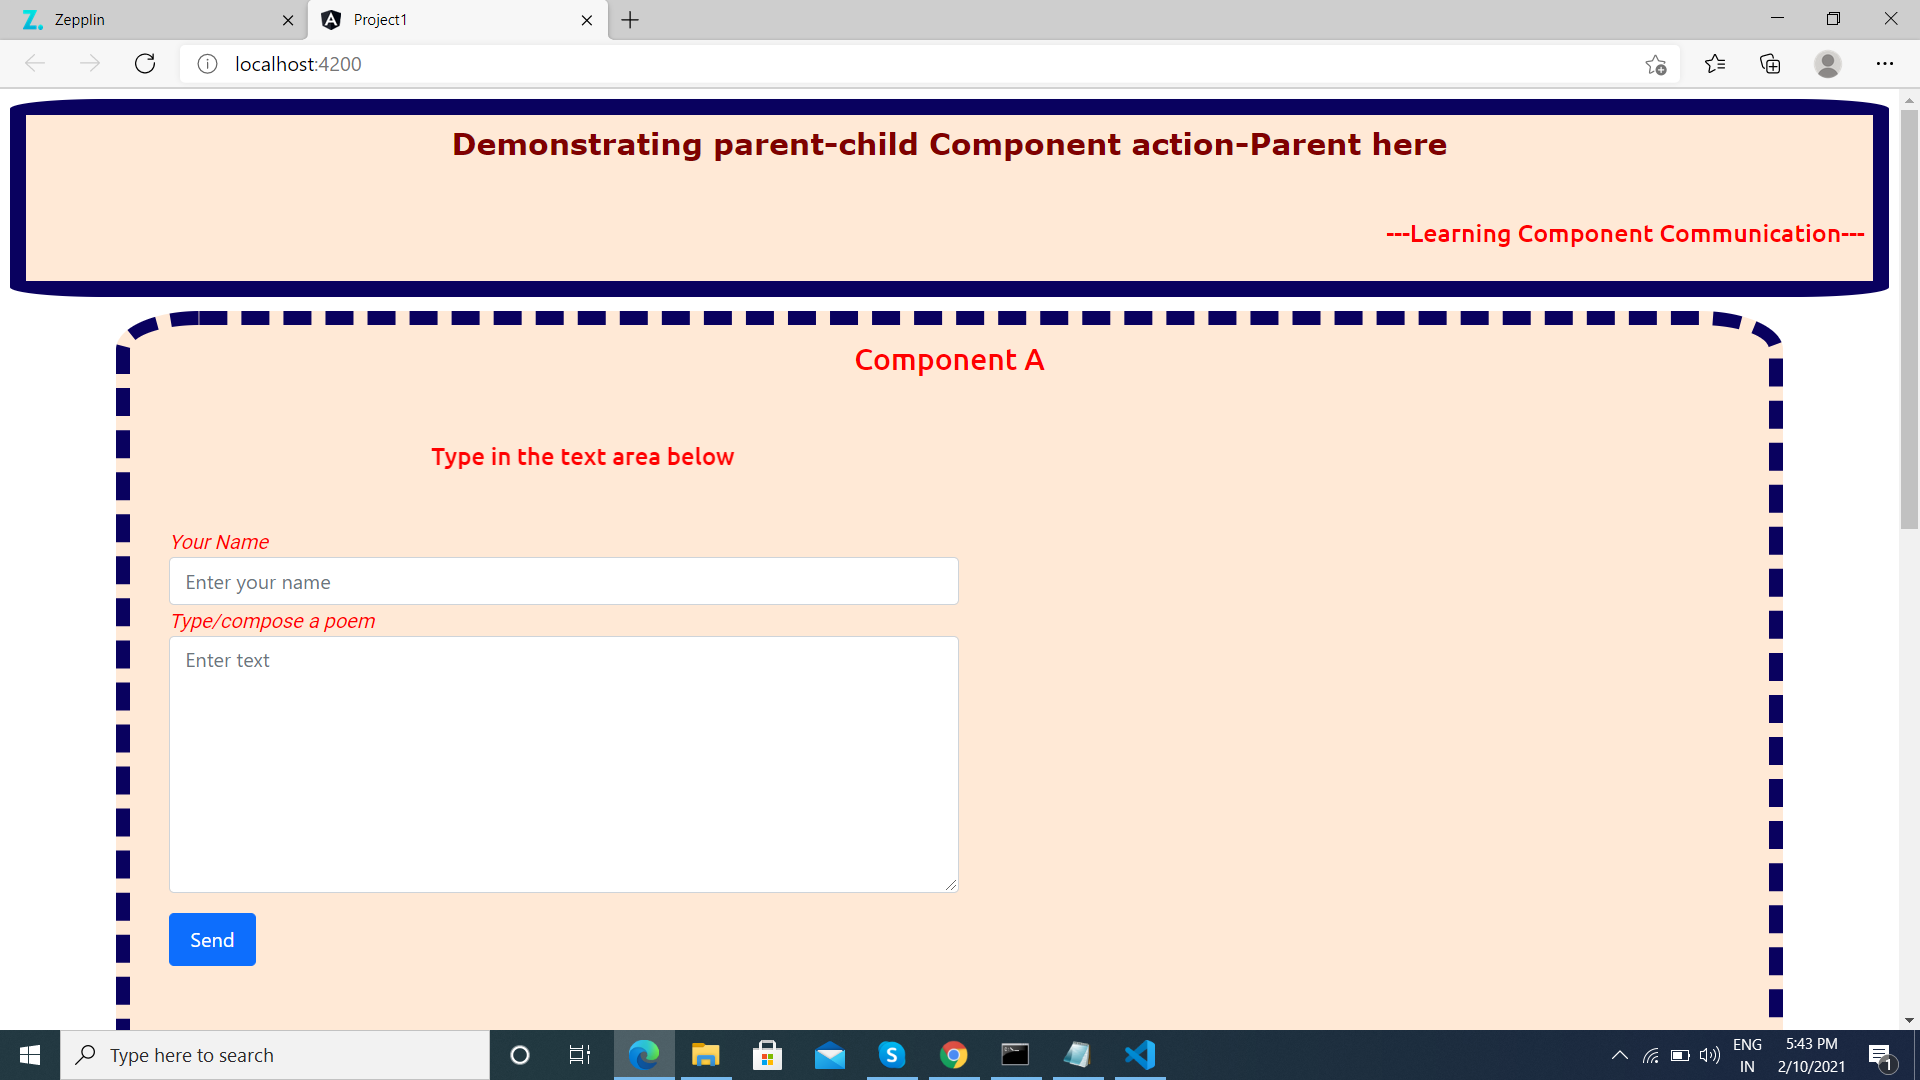 Zepplin
Project1
localhost:4200
Demonstrating parent-child Component action-Parent here
---Learning Component Communication---
Component A
Type in the text area below
Your Name
Enter your name
Type/compose a poem
Enter text
Send
Type here to search
ENG
IN
5:43 PM
2/10/2021
1